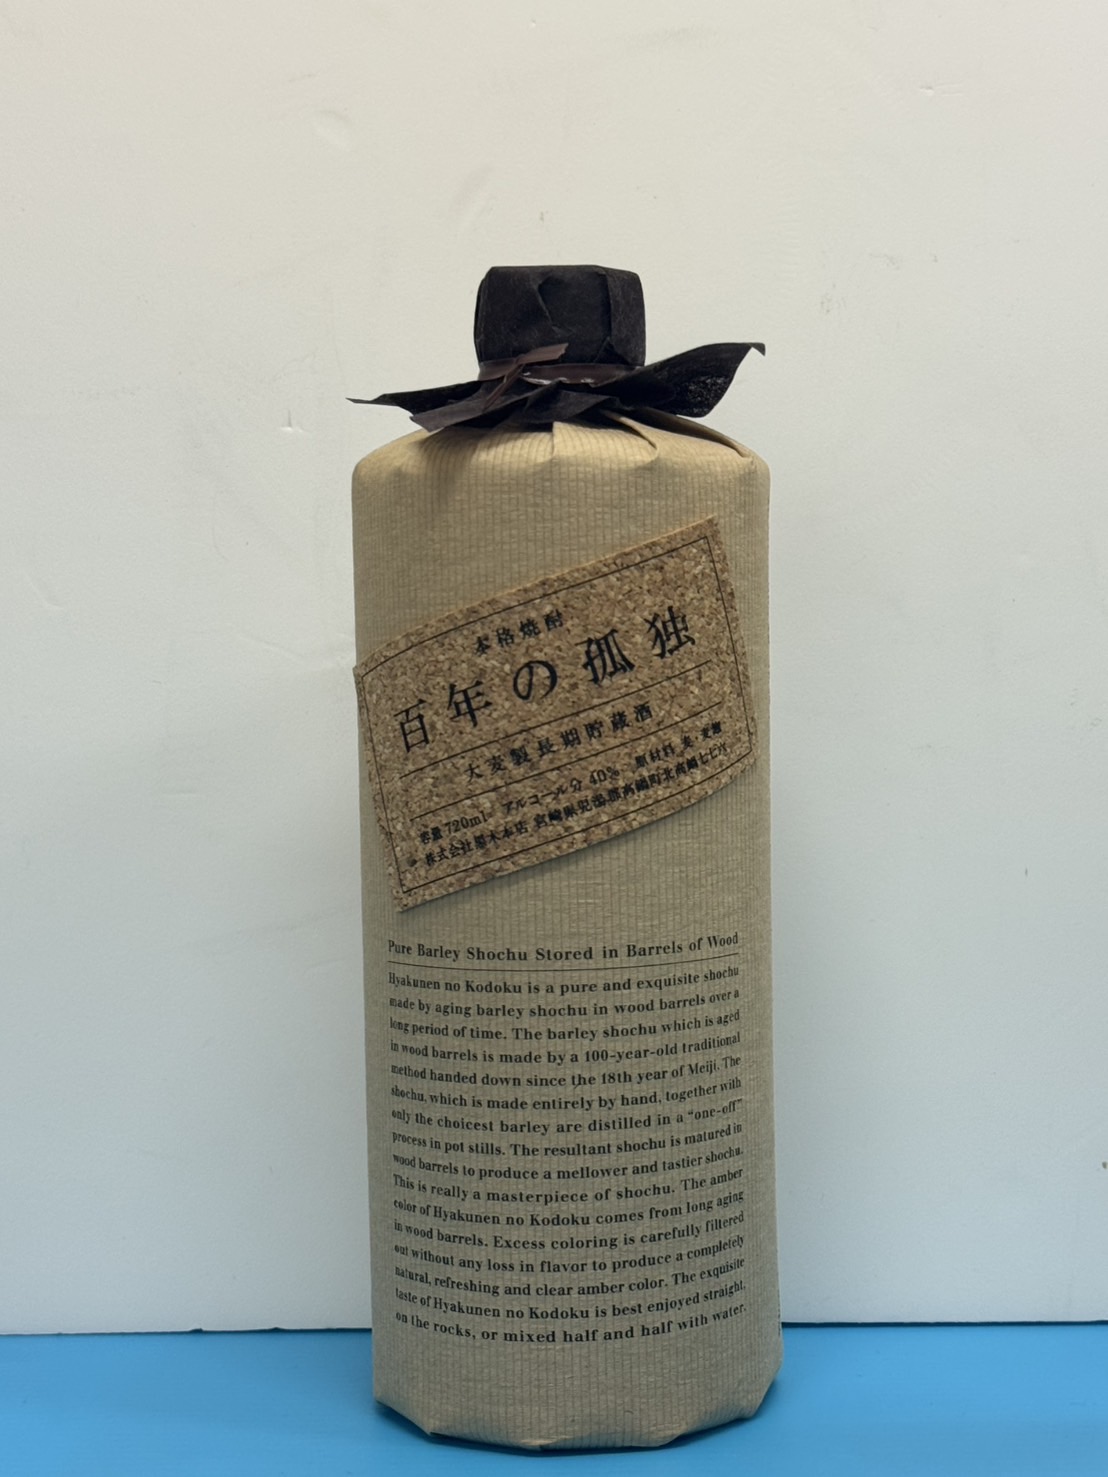 本格焼酎
百年の孤独
大麦製長期貯蔵酒
容量720ml アルコール分40% 原材料 麦・麦麹
株式会社黒木本店 宮崎県児湯郡高鍋町北高鍋七七六
Pure Barley Shochu Stored in Barrels of Wood
Hyakunen no Kodoku is a pure and exquisite shochu
made by aging barley shochu in wood barrels over a
long period of time. The barley shochu which is aged
in wood barrels is made by a 100-year-old traditional
method handed down since the 18th year of Meiji. The
shochu, which is made entirely by hand, together with
only the choicest barley are distilled in a "one-off"
process in pot stills. The resultant shochu is matured in
wood barrels to produce a mellower and tastier shochu.
This is really a masterpiece of shochu. The amber
color of Hyakunen no Kodoku comes from long aging
in wood barrels. Excess coloring is carefully filtered
out without any loss in flavor to produce a completely
natural, refreshing and clear amber color. The exquisite
taste of Hyakunen no Kodoku is best enjoyed straight,
on the rocks, or mixed half and half with water.